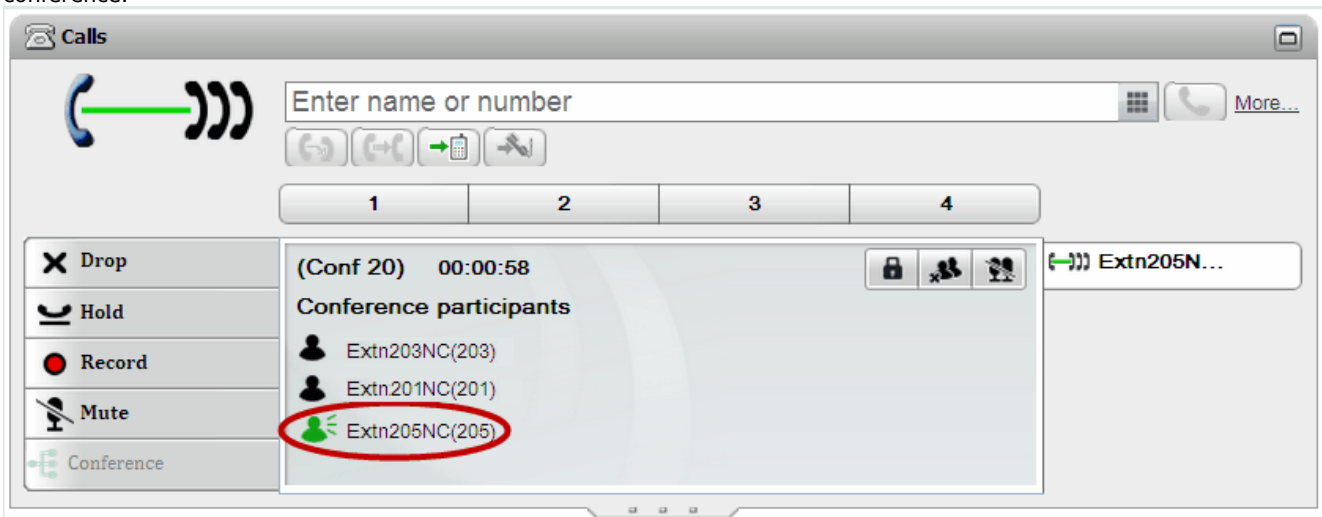 conference.
Calls
Enter name or number
More...
1 2 3 4
Drop
Hold
Record
Mute
Conference
(Conf 20) 00:00:58
Conference participants
Extn203NC(203)
Extn201NC(201)
Extn205NC(205)
Extn205N...